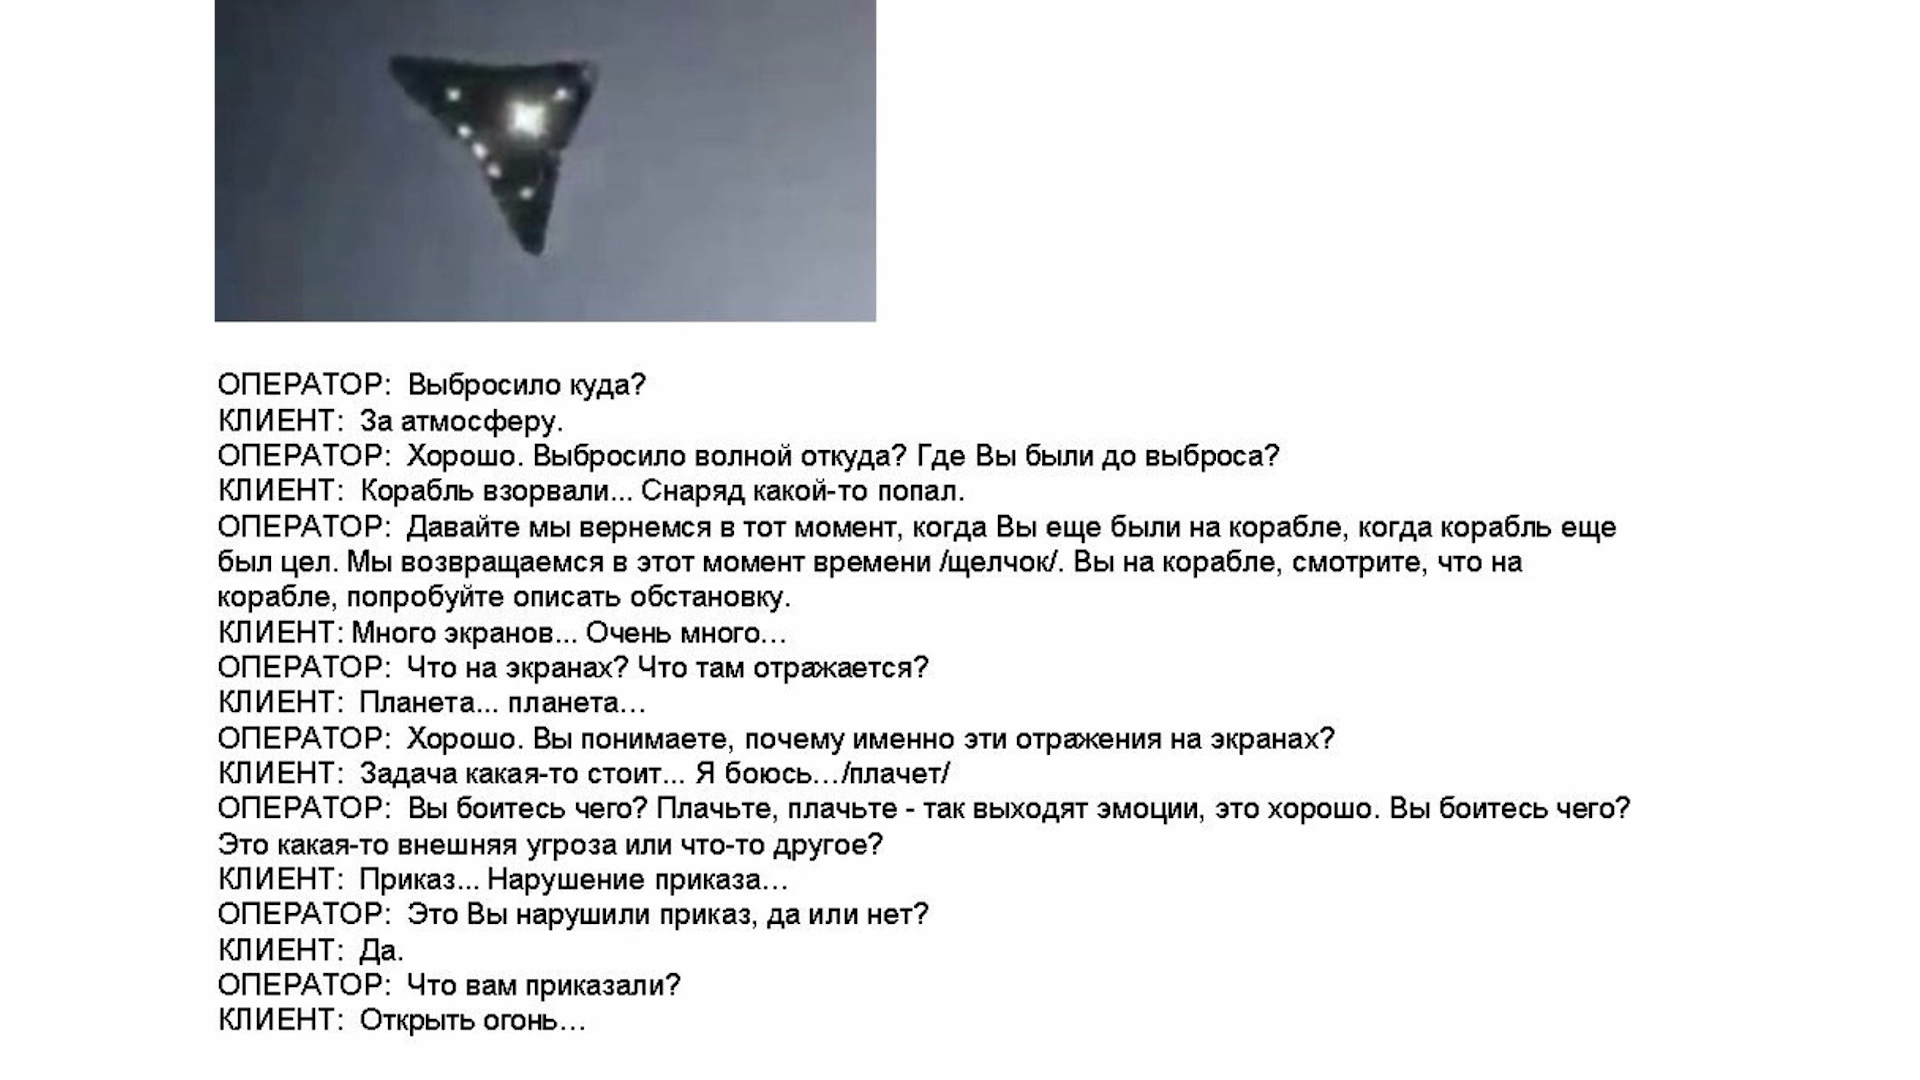 ОПЕРАТОР:  Выбросило куда?
КЛИЕНТ:  За атмосферу.
ОПЕРАТОР:  Хорошо. Выбросило волной откуда? Где Вы были до выброса?
КЛИЕНТ:  Корабль взорвали... Снаряд какой-то попал.
ОПЕРАТОР:  Давайте мы вернемся в тот момент, когда Вы еще были на корабле, когда корабль еще
был цел. Мы возвращаемся в этот момент времени /щелчок/. Вы на корабле, смотрите, что на
корабле, попробуйте описать обстановку.
КЛИЕНТ: Много экранов... Очень много…
ОПЕРАТОР:  Что на экранах? Что там отражается?
КЛИЕНТ:  Планета... планета…
ОПЕРАТОР:  Хорошо. Вы понимаете, почему именно эти отражения на экранах?
КЛИЕНТ:  Задача какая-то стоит... Я боюсь…/плачет/
ОПЕРАТОР:  Вы боитесь чего? Плачьте, плачьте - так выходят эмоции, это хорошо. Вы боитесь чего?
Это какая-то внешняя угроза или что-то другое?
КЛИЕНТ:  Приказ... Нарушение приказа…
ОПЕРАТОР:  Это Вы нарушили приказ, да или нет?
КЛИЕНТ:  Да.
ОПЕРАТОР:  Что вам приказали?
КЛИЕНТ:  Открыть огонь…